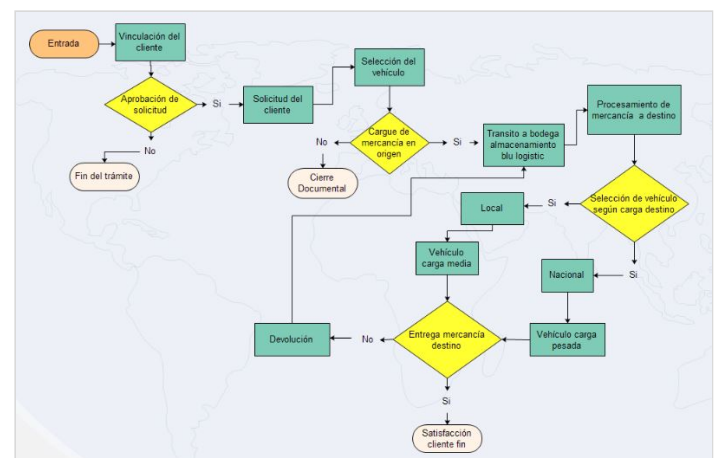 Entrada
Vinculación del
cliente
Aprobación de
solicitud
Si
No
Fin del trámite
Solicitud del
cliente
Selección del
vehículo
Cargue de
mercancía en
origen
No
Si
Cierre
Documental
Transito a bodega
almacenamiento
blu logistic
Procesamiento de
mercancía a destino
Selección de vehículo
según carga destino
Si
Si
Local
Vehículo
carga media
Nacional
Vehículo carga
pesada
Entrega mercancía
destino
No
Devolución
Si
Satisfacción
cliente fin